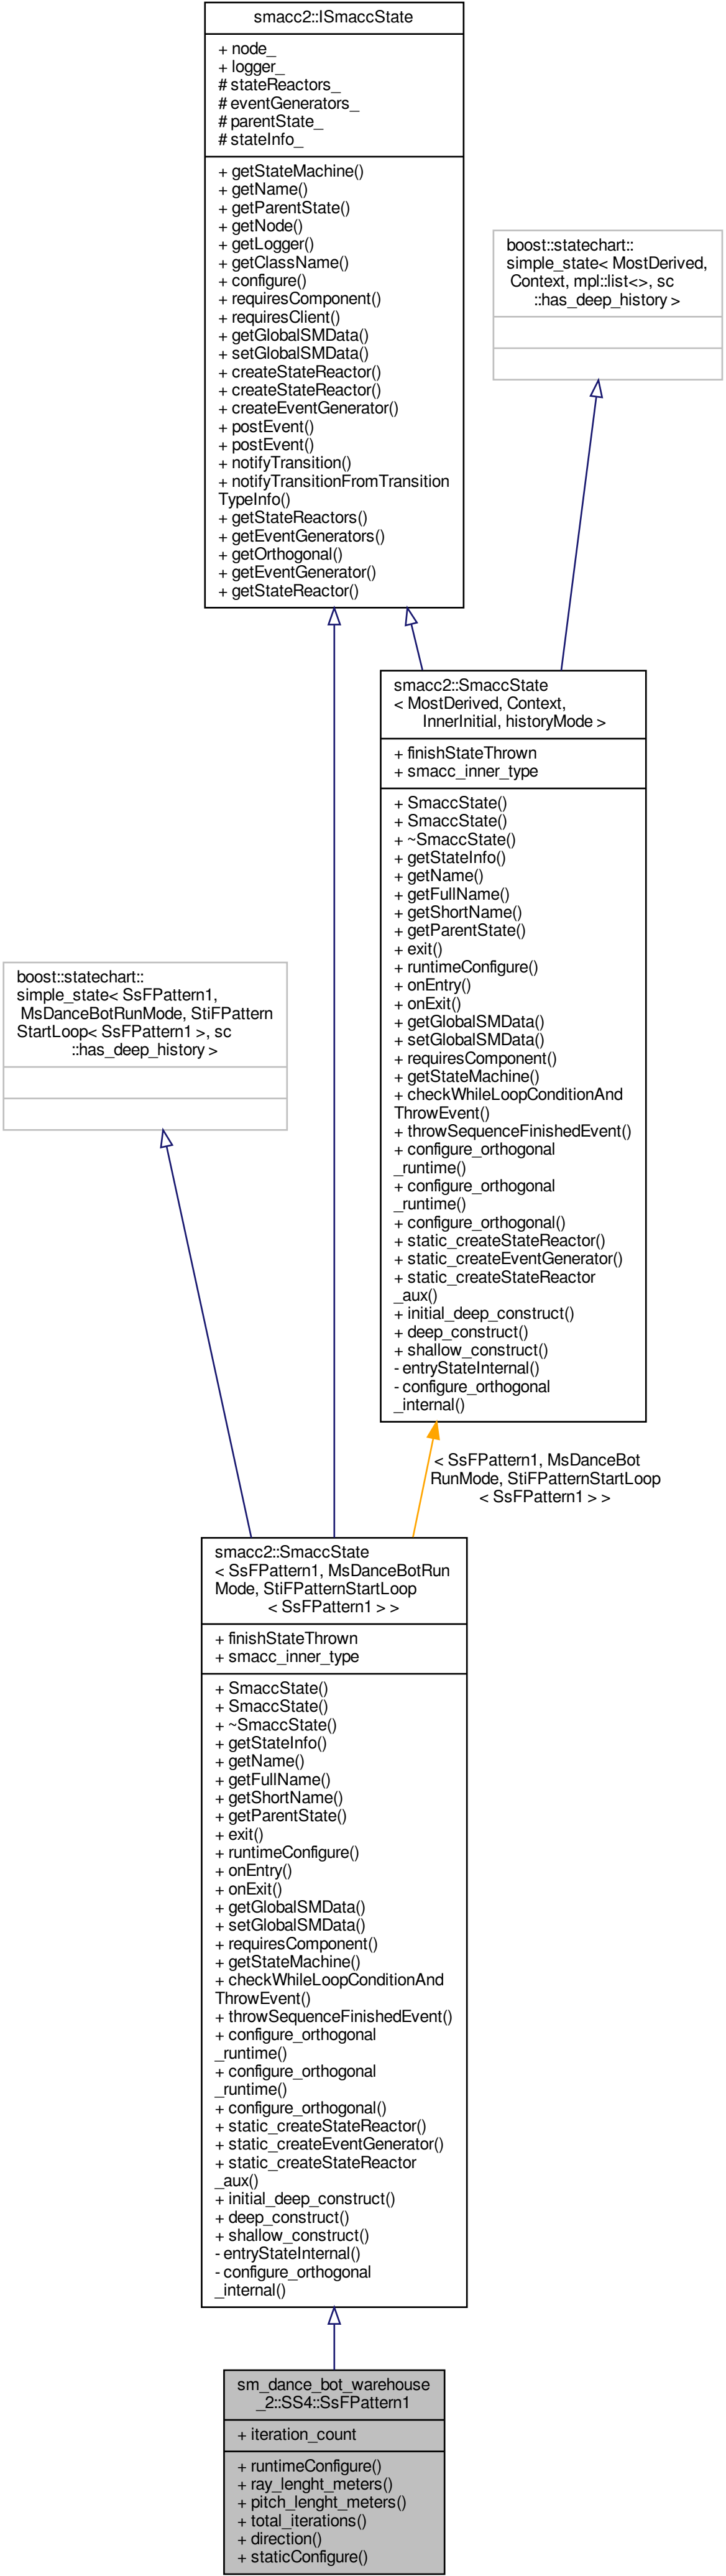 smacc2::ISmaccState
+ node_
+ logger_
# stateReactors_
# eventGenerators_
# parentState_
# stateInfo_
+ getStateMachine()
+ getName()
+ getParentState()
+ getNode()
+ getLogger()
+ getClassName()
+ configure()
+ requiresComponent()
+ requiresClient()
+ getGlobalSMData()
+ setGlobalSMData()
+ createStateReactor()
+ createStateReactor()
+ createEventGenerator()
+ postEvent()
+ postEvent()
+ notifyTransition()
+ notifyTransitionFromTransition
TypeInfo()
+ getStateReactors()
+ getEventGenerators()
+ getOrthogonal()
+ getEventGenerator()
+ getStateReactor()
boost::statechart::
simple_state< MostDerived,
Context, mpl::list<>, sc
::has_deep_history >
smacc2::SmaccState
< MostDerived, Context,
InnerInitial, historyMode >
+ finishStateThrown
+ smacc_inner_type
+ SmaccState()
+ SmaccState()
+ ~SmaccState()
+ getStateInfo()
+ getName()
+ getFullName()
+ getShortName()
+ getParentState()
+ exit()
+ runtimeConfigure()
+ onEntry()
+ onExit()
+ getGlobalSMData()
+ setGlobalSMData()
+ requiresComponent()
+ getStateMachine()
+ checkWhileLoopConditionAnd
ThrowEvent()
+ throwSequenceFinishedEvent()
+ configure_orthogonal
_runtime()
+ configure_orthogonal
_runtime()
+ configure_orthogonal()
+ static_createStateReactor()
+ static_createEventGenerator()
+ static_createStateReactor
_aux()
+ initial_deep_construct()
+ deep_construct()
+ shallow_construct()
- entryStateInternal()
- configure_orthogonal
_internal()
boost::statechart::
simple_state< SsFPattern1,
MsDanceBotRunMode, StiFPattern
StartLoop< SsFPattern1 >, sc
::has_deep_history >
< SsFPattern1, MsDanceBot
RunMode, StiFPatternStartLoop
< SsFPattern1 > >
smacc2::SmaccState
< SsFPattern1, MsDanceBotRun
Mode, StiFPatternStartLoop
< SsFPattern1 > >
+ finishStateThrown
+ smacc_inner_type
+ SmaccState()
+ SmaccState()
+ ~SmaccState()
+ getStateInfo()
+ getName()
+ getFullName()
+ getShortName()
+ getParentState()
+ exit()
+ runtimeConfigure()
+ onEntry()
+ onExit()
+ getGlobalSMData()
+ setGlobalSMData()
+ requiresComponent()
+ getStateMachine()
+ checkWhileLoopConditionAnd
ThrowEvent()
+ throwSequenceFinishedEvent()
+ configure_orthogonal
_runtime()
+ configure_orthogonal
_runtime()
+ configure_orthogonal()
+ static_createStateReactor()
+ static_createEventGenerator()
+ static_createStateReactor
_aux()
+ initial_deep_construct()
+ deep_construct()
+ shallow_construct()
- entryStateInternal()
- configure_orthogonal
_internal()
sm_dance_bot_warehouse
_2::SS4::SsFPattern1
+ iteration_count
+ runtimeConfigure()
+ ray_lenght_meters()
+ pitch_lenght_meters()
+ total_iterations()
+ direction()
+ staticConfigure()